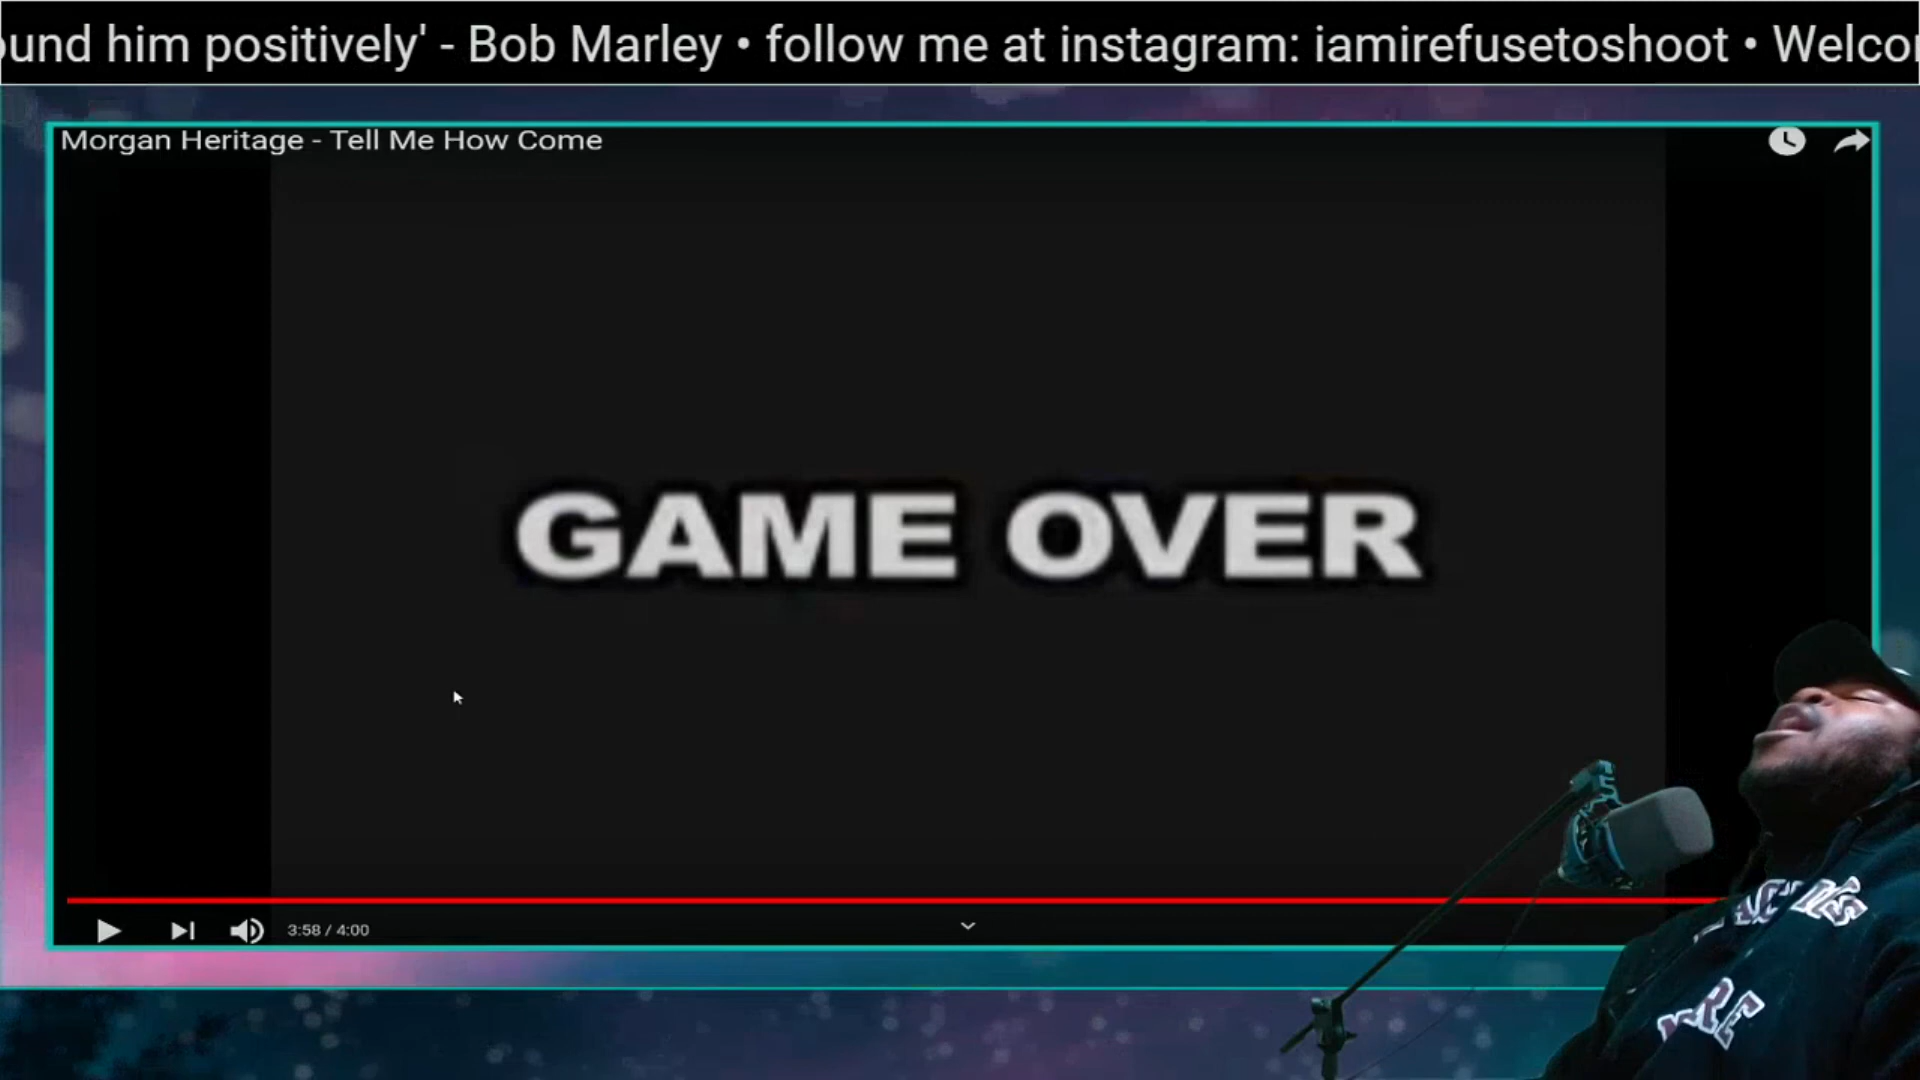 ound him positively' - Bob Marley • follow me at instagram: iamirefusetoshoot • Welco
Morgan Heritage - Tell Me How Come
GAME OVER
3:58 / 4:00